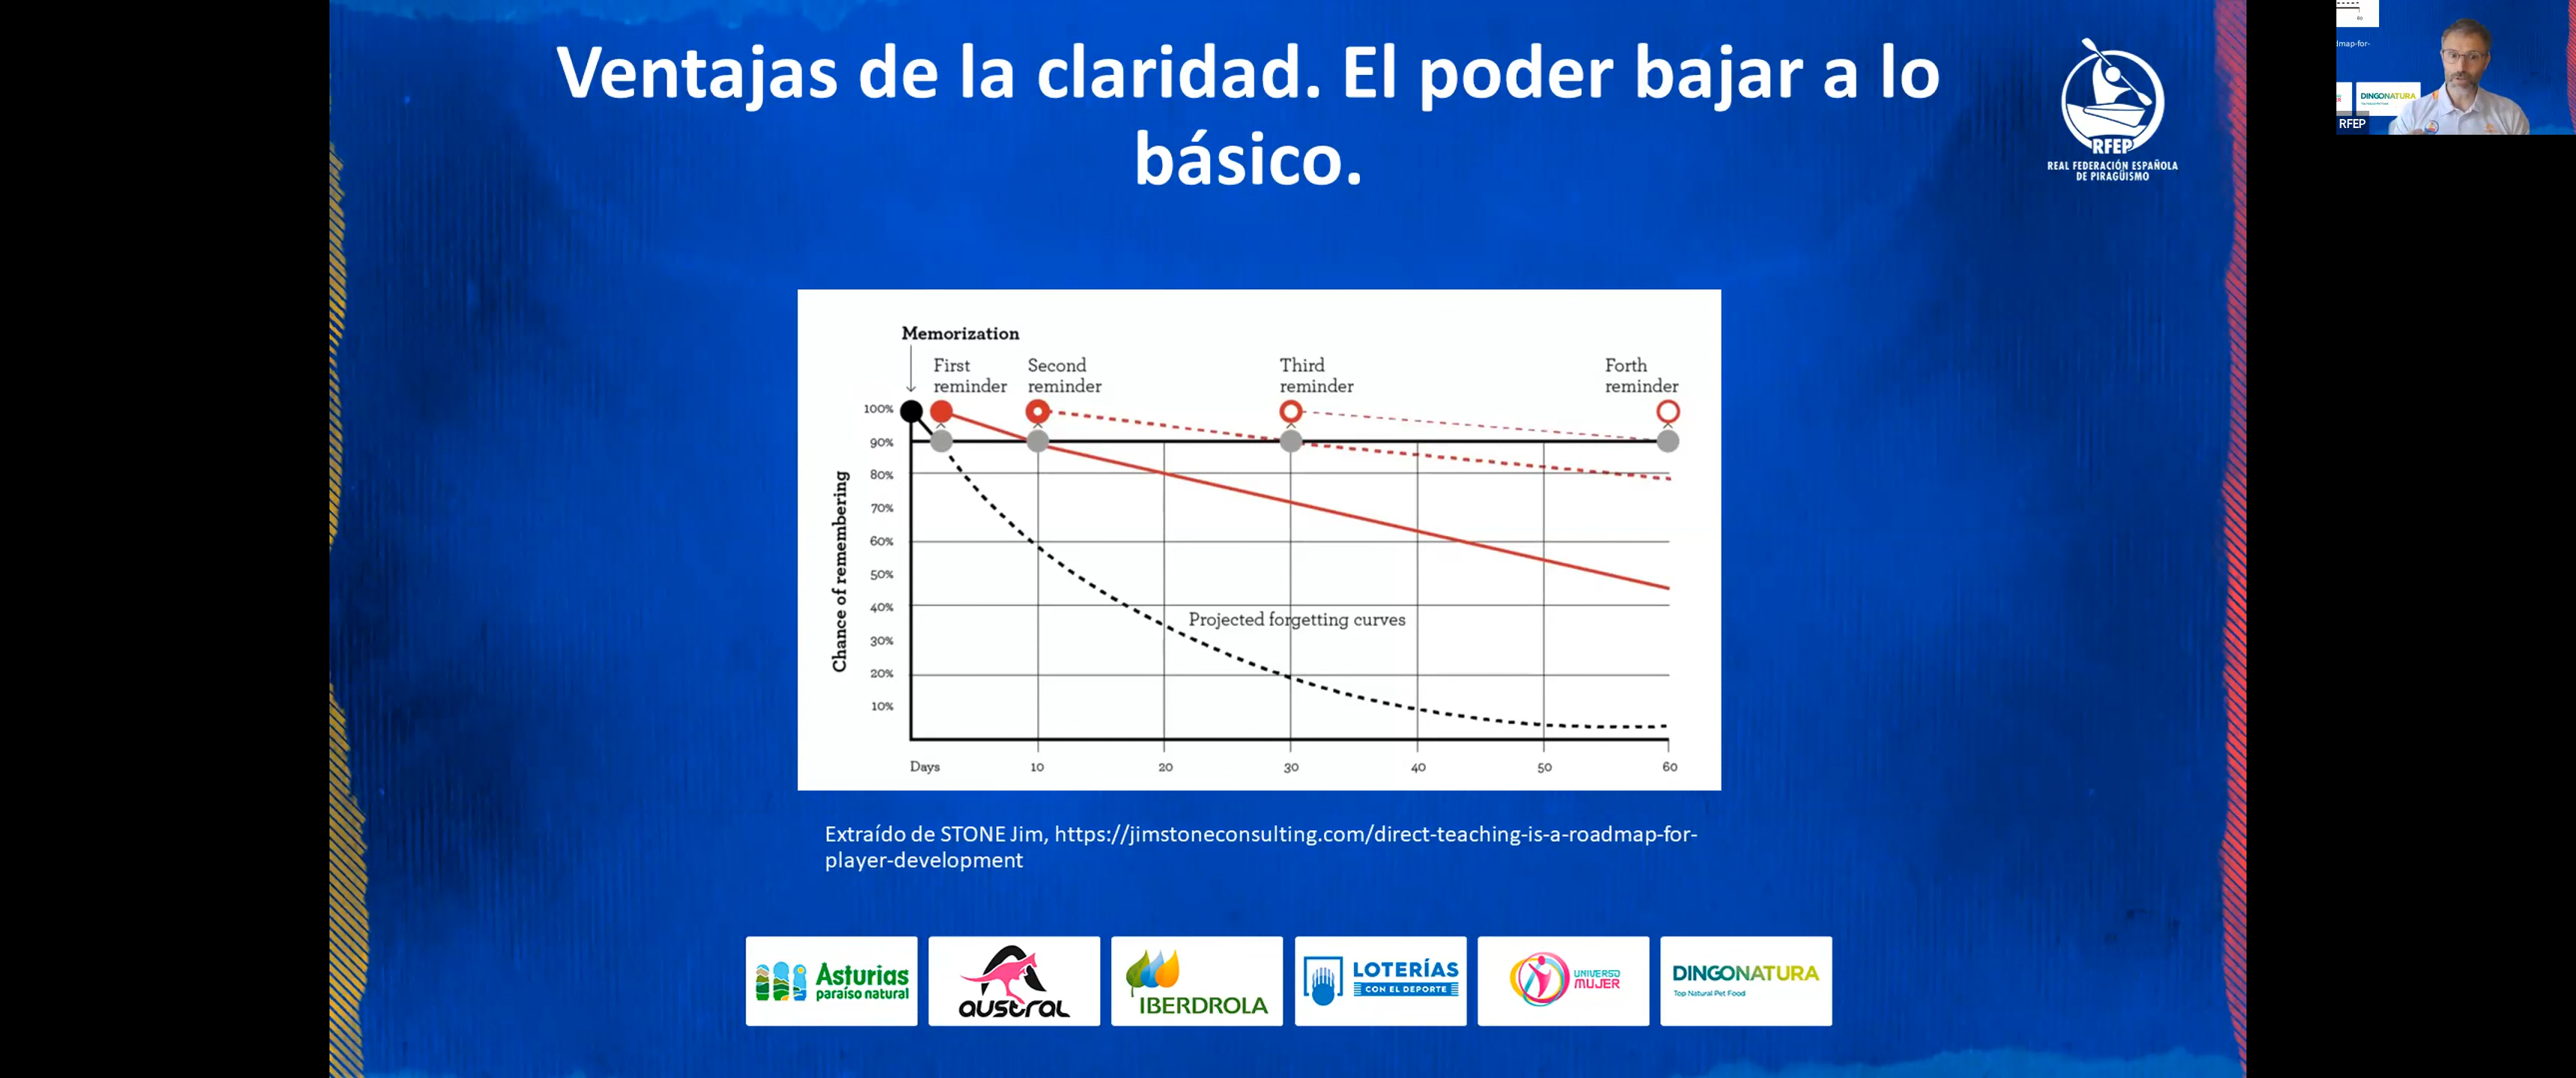 Ventajas de la claridad. El poder bajar a lo
básico.
RFEP
REAL FEDERACIÓN ESPAÑOLA
DE PIRAGÜISMO
60
dmap-for-
DINGONATURA
RFEP
Memorization
First
reminder
Second
reminder
Third
reminder
Forth
reminder
Chance of remembering
100%
90%
80%
70%
60%
50%
40%
30%
20%
10%
Projected forgetting curves
Days 10 20 30 40 50 60
Extraído de STONE Jim, https://jimstoneconsulting.com/direct-teaching-is-a-roadmap-for-
player-development
Asturias
paraíso natural
austral
IBERDROLA
LOTERÍAS
CON EL DEPORTE
UNIVERSO
MUJER
DINGONATURA
Top Natural Pet Food